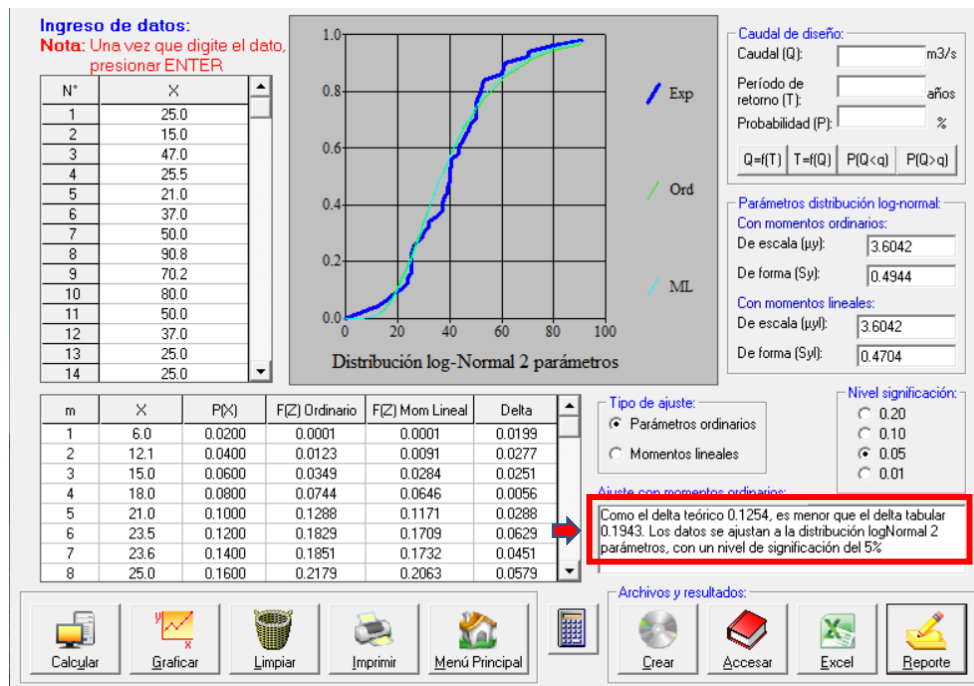 Ingreso de datos:
Nota: Una vez que digite el dato,
presionar ENTER
N° X
1 25.0
2 15.0
3 47.0
4 25.5
5 21.0
6 37.0
7 50.0
8 90.8
9 70.2
10 80.0
11 50.0
12 37.0
13 25.0
14 25.0
1.0
0.8
0.6
0.4
0.2
0.0
0 20 40 60 80 100
Exp
Ord
ML
Distribución log-Normal 2 parámetros
Caudal de diseño:
Caudal (Q): m3/s
Período de
retorno (T): años
Probabilidad (P): %
Q=f(T) T=f(Q) P(Q<q) P(Q>q)
Parámetros distribución log-normal:
Con momentos ordinarios:
De escala (μy): 3.6042
De forma (Sy): 0.4944
Con momentos lineales:
De escala (μyl): 3.6042
De forma (Syl): 0.4704
m X P(X) F(Z) Ordinario F(Z) Mom Lineal Delta
1 6.0 0.0200 0.0001 0.0001 0.0199
2 12.1 0.0400 0.0123 0.0091 0.0277
3 15.0 0.0600 0.0349 0.0284 0.0251
4 18.0 0.0800 0.0744 0.0646 0.0056
5 21.0 0.1000 0.1288 0.1171 0.0288
6 23.5 0.1200 0.1829 0.1709 0.0629
7 23.6 0.1400 0.1851 0.1732 0.0451
8 25.0 0.1600 0.2179 0.2063 0.0579
Tipo de ajuste:
Parámetros ordinarios
Momentos lineales
Nivel significación:
0.20
0.10
0.05
0.01
Ajuste con momentos ordinarios:
Como el delta teórico 0.1254, es menor que el delta tabular
0.1943. Los datos se ajustan a la distribución logNormal 2
parámetros, con un nivel de significación del 5%
Calcular
Graficar
Limpiar
Imprimir
Menú Principal
Archivos y resultados:
Crear
Accesar
Excel
Reporte